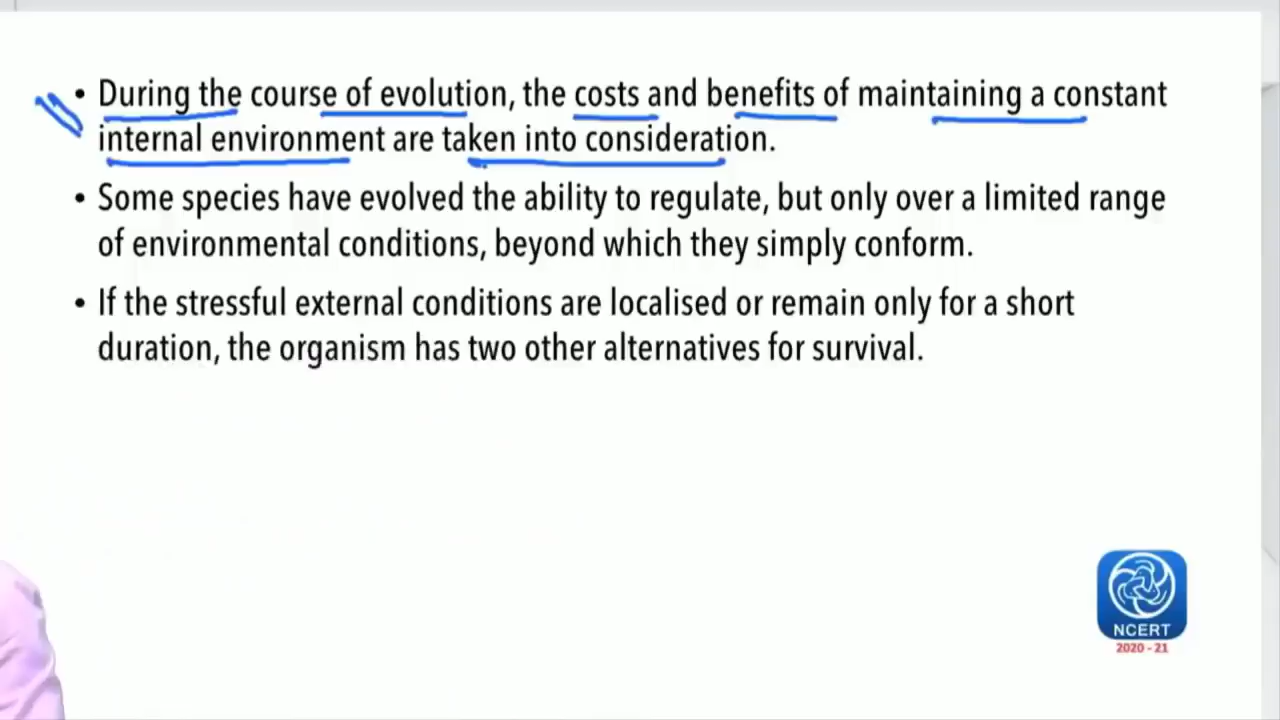 • During the course of evolution, the costs and benefits of maintaining a constant
internal environment are taken into consideration.
• Some species have evolved the ability to regulate, but only over a limited range
of environmental conditions, beyond which they simply conform.
• If the stressful external conditions are localised or remain only for a short
duration, the organism has two other alternatives for survival.
NCERT
2020 - 21